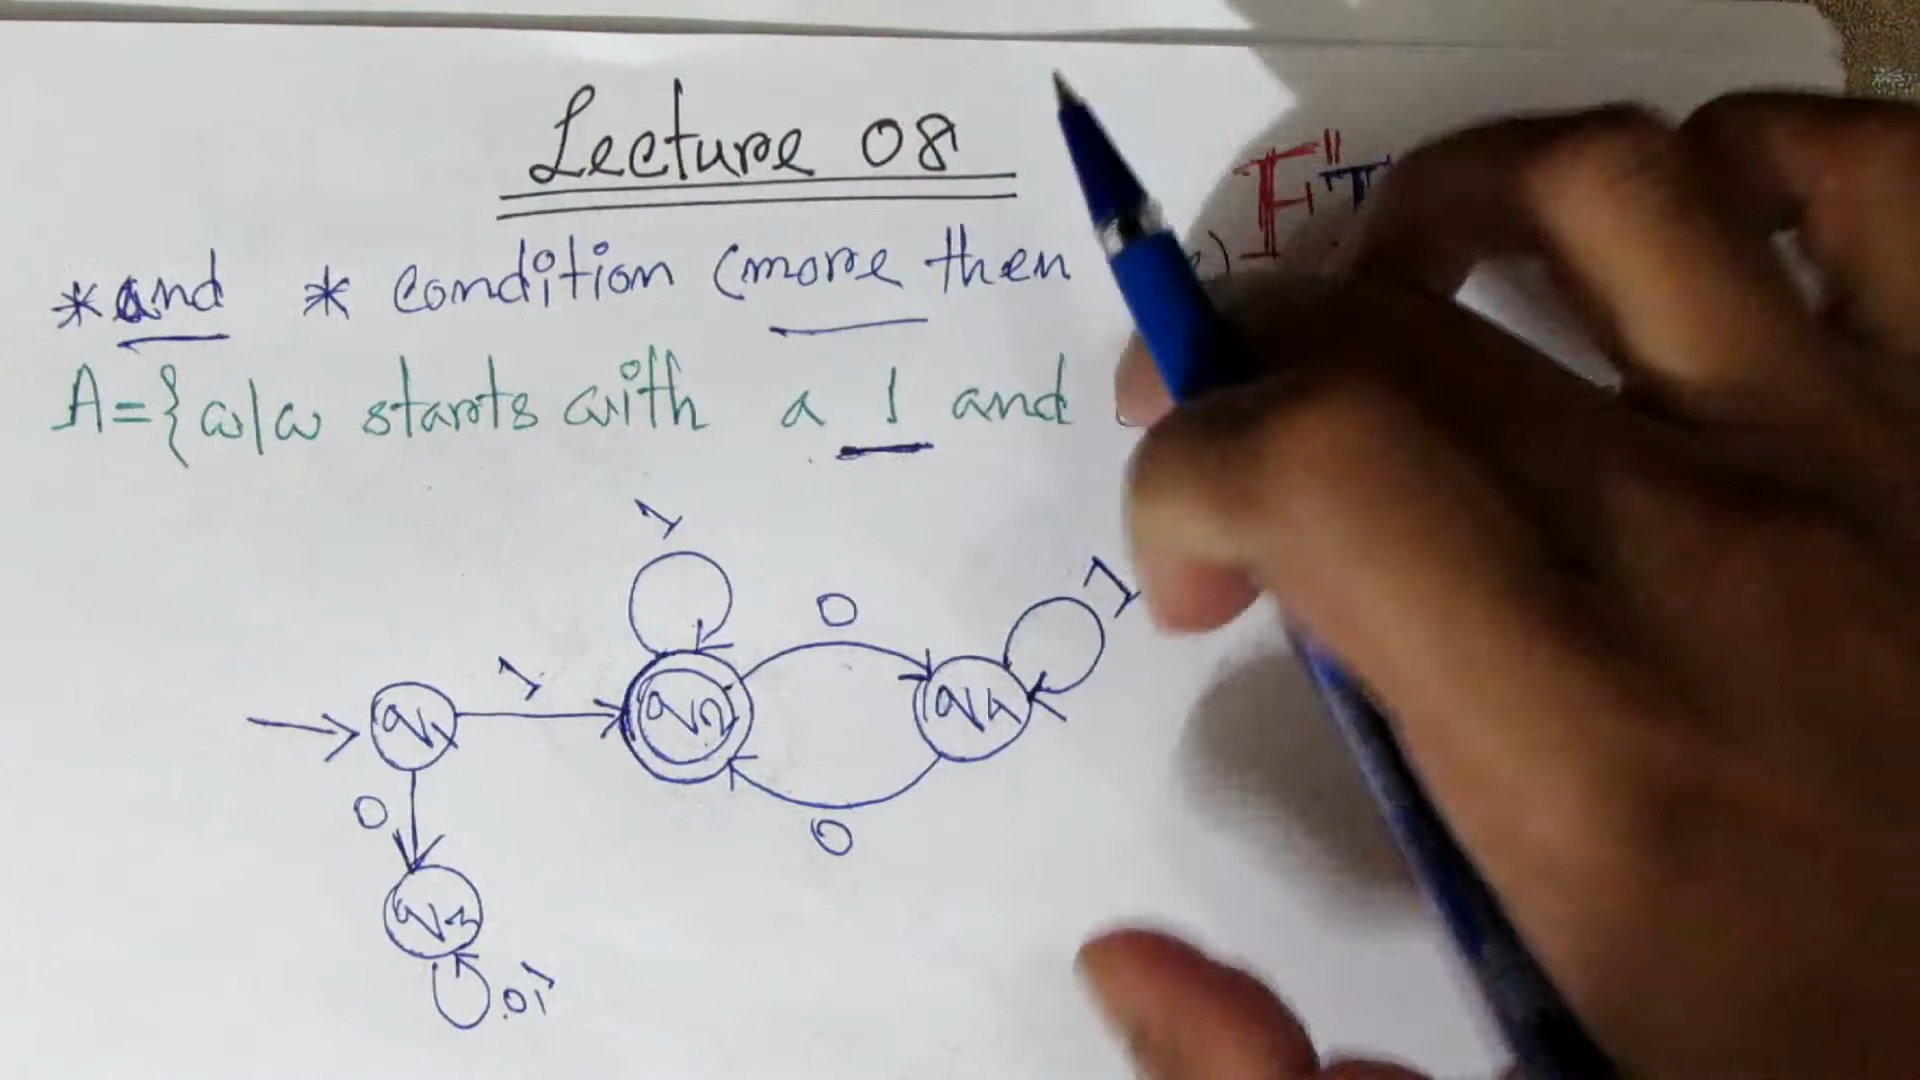 Lecture 08
FT
*and * condition (more then
A={w/w starts with a 1 and
1
0
1
1
q1
q2
q4
0
0
q3
0,1